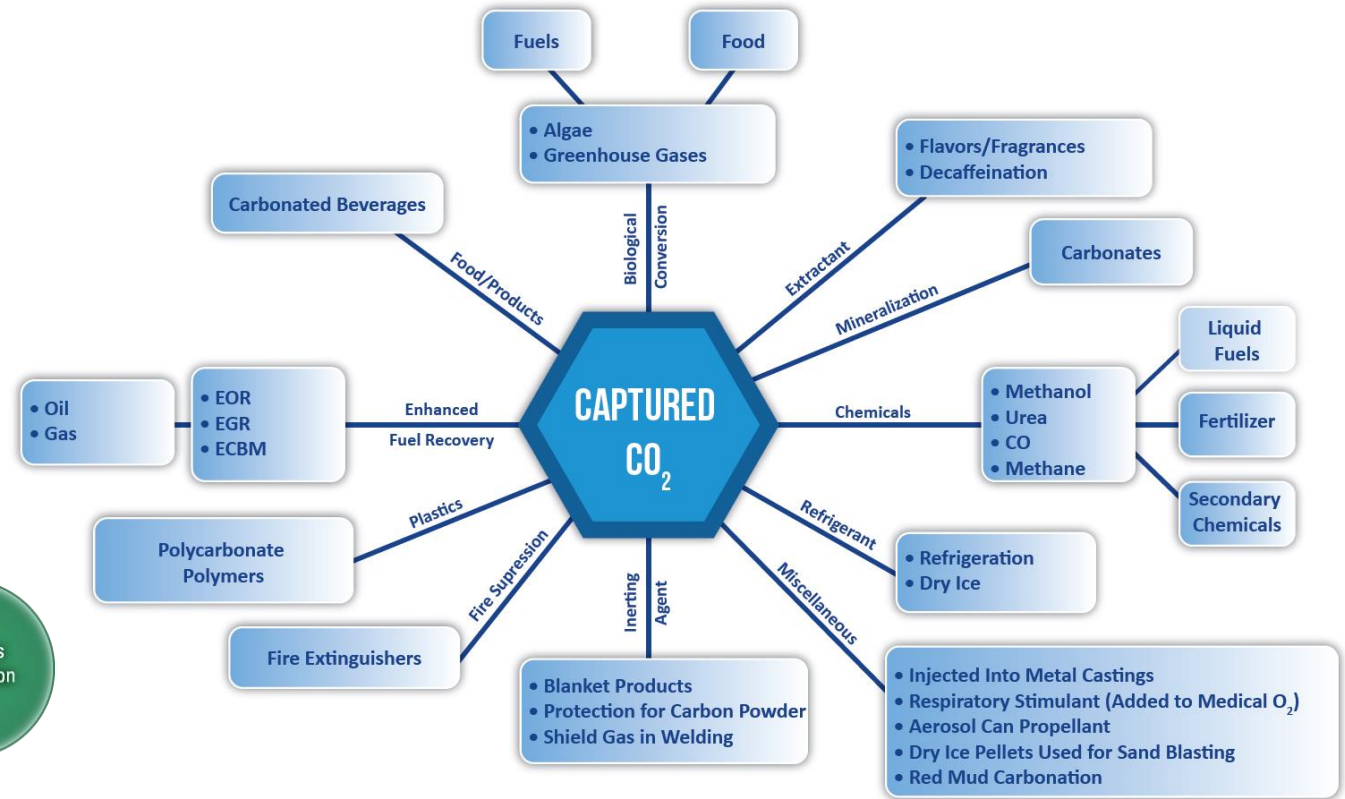 Fuels
Food
• Algae
• Greenhouse Gases
• Flavors/Fragrances
• Decaffeination
Carbonated Beverages
Biological
Conversion
Food/Products
Extractant
Carbonates
Mineralization
Liquid
Fuels
• Oil
• Gas
• EOR
• EGR
• ECBM
Enhanced
Fuel Recovery
CAPTURED
CO₂
Chemicals
• Methanol
• Urea
• CO
• Methane
Fertilizer
Secondary
Chemicals
Plastics
Polycarbonate
Polymers
Refrigerant
• Refrigeration
• Dry Ice
Fire Supression
Fire Extinguishers
Inerting
Agent
• Blanket Products
• Protection for Carbon Powder
• Shield Gas in Welding
Miscellaneous
• Injected Into Metal Castings
• Respiratory Stimulant (Added to Medical O₂)
• Aerosol Can Propellant
• Dry Ice Pellets Used for Sand Blasting
• Red Mud Carbonation